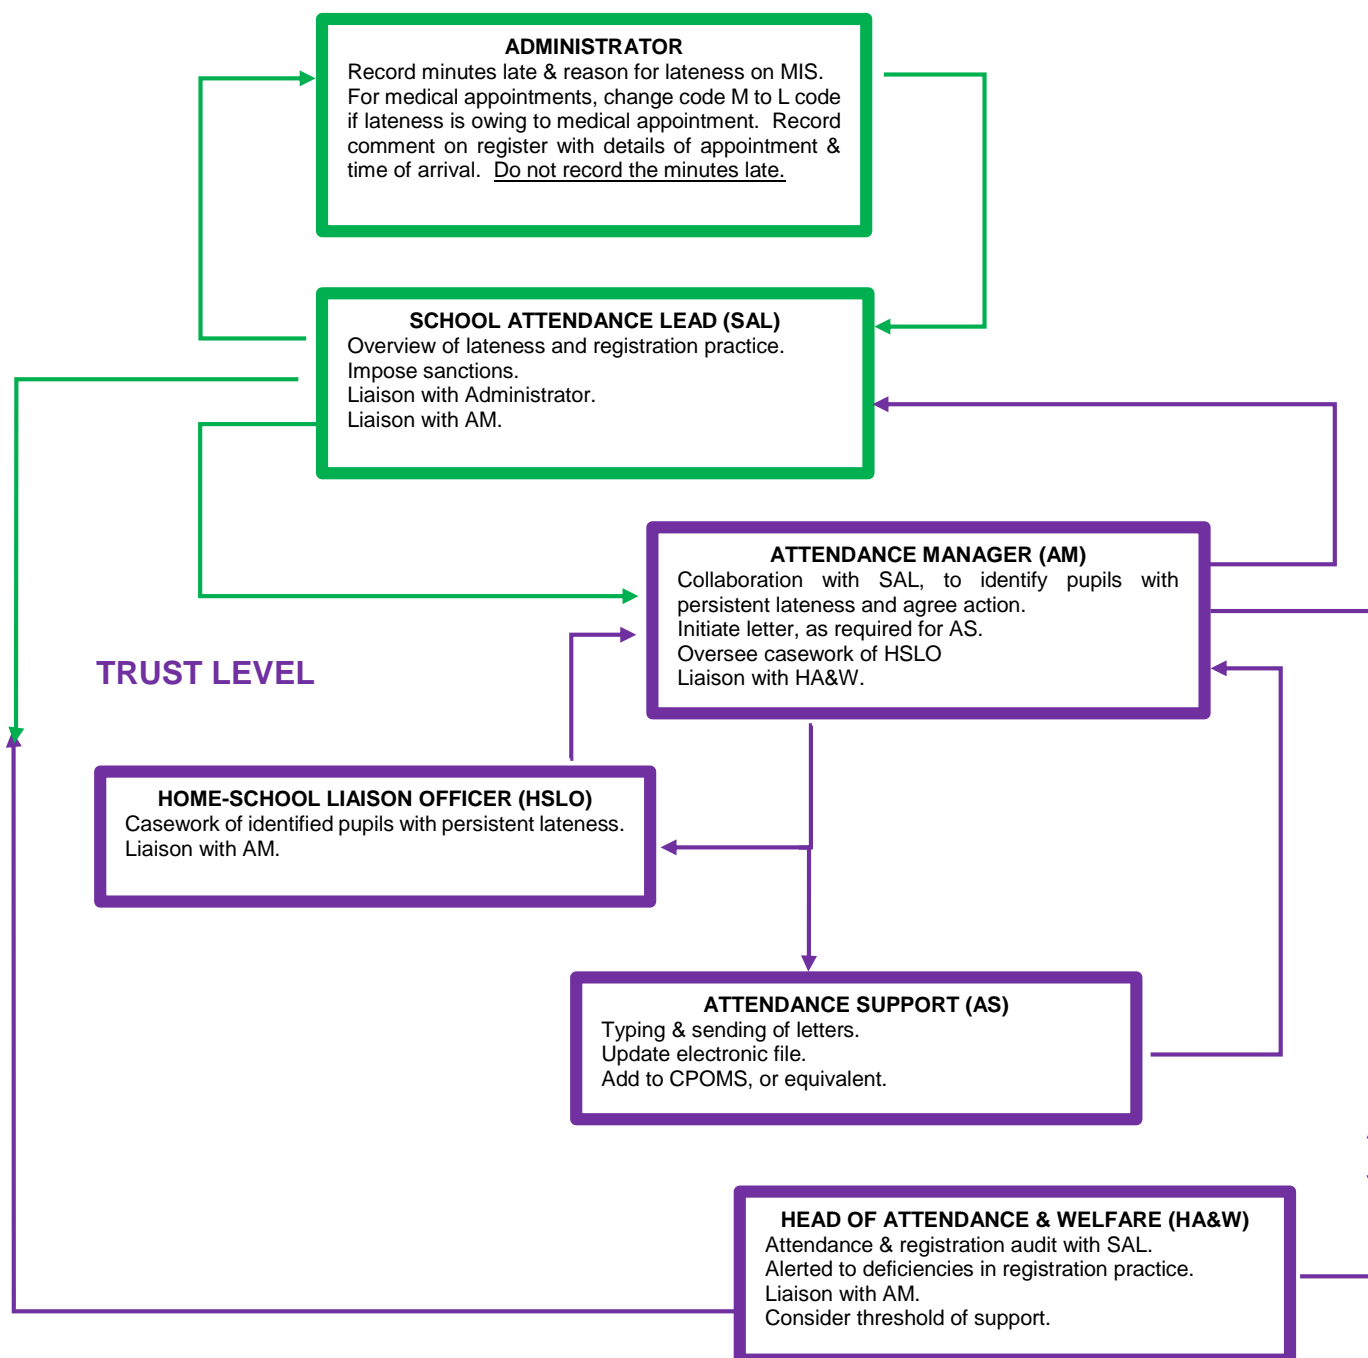 ADMINISTRATOR
Record minutes late & reason for lateness on MIS.
For medical appointments, change code M to L code
if lateness is owing to medical appointment. Record
comment on register with details of appointment &
time of arrival. Do not record the minutes late.
SCHOOL ATTENDANCE LEAD (SAL)
Overview of lateness and registration practice.
Impose sanctions.
Liaison with Administrator.
Liaison with AM.
ATTENDANCE MANAGER (AM)
Collaboration with SAL, to identify pupils with
persistent lateness and agree action.
Initiate letter, as required for AS.
Oversee casework of HSLO
Liaison with HA&W.
TRUST LEVEL
HOME-SCHOOL LIAISON OFFICER (HSLO)
Casework of identified pupils with persistent lateness.
Liaison with AM.
ATTENDANCE SUPPORT (AS)
Typing & sending of letters.
Update electronic file.
Add to CPOMS, or equivalent.
HEAD OF ATTENDANCE & WELFARE (HA&W)
Attendance & registration audit with SAL.
Alerted to deficiencies in registration practice.
Liaison with AM.
Consider threshold of support.